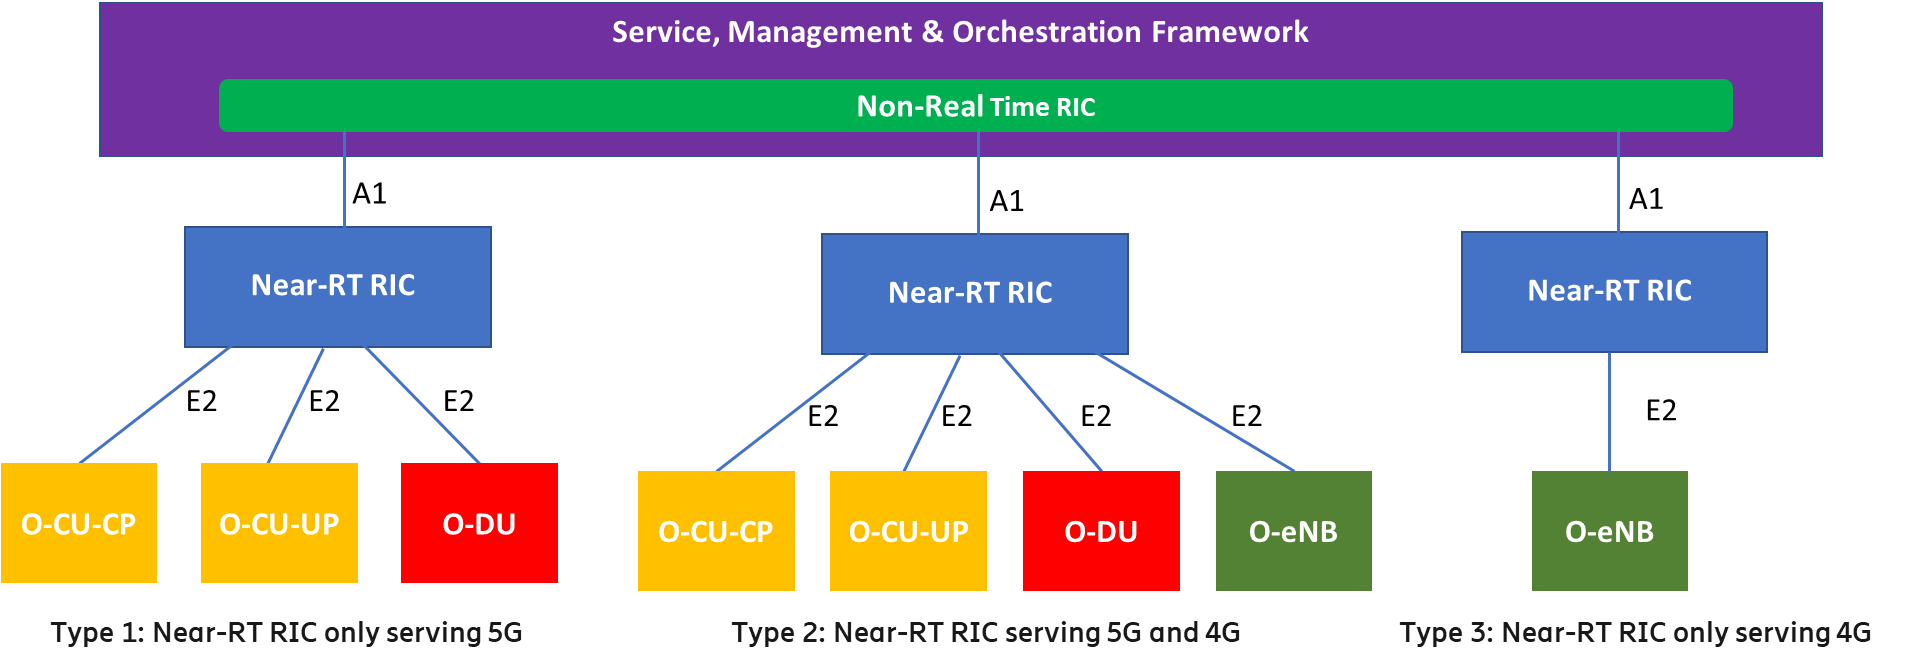 Service, Management & Orchestration Framework
Non-Real Time RIC
A1
A1
A1
Near-RT RIC
Near-RT RIC
Near-RT RIC
E2
E2
E2
E2
E2
E2
E2
E2
O-CU-CP
O-CU-UP
O-DU
O-CU-CP
O-CU-UP
O-DU
O-eNB
O-eNB
Type 1: Near-RT RIC only serving 5G
Type 2: Near-RT RIC serving 5G and 4G
Type 3: Near-RT RIC only serving 4G